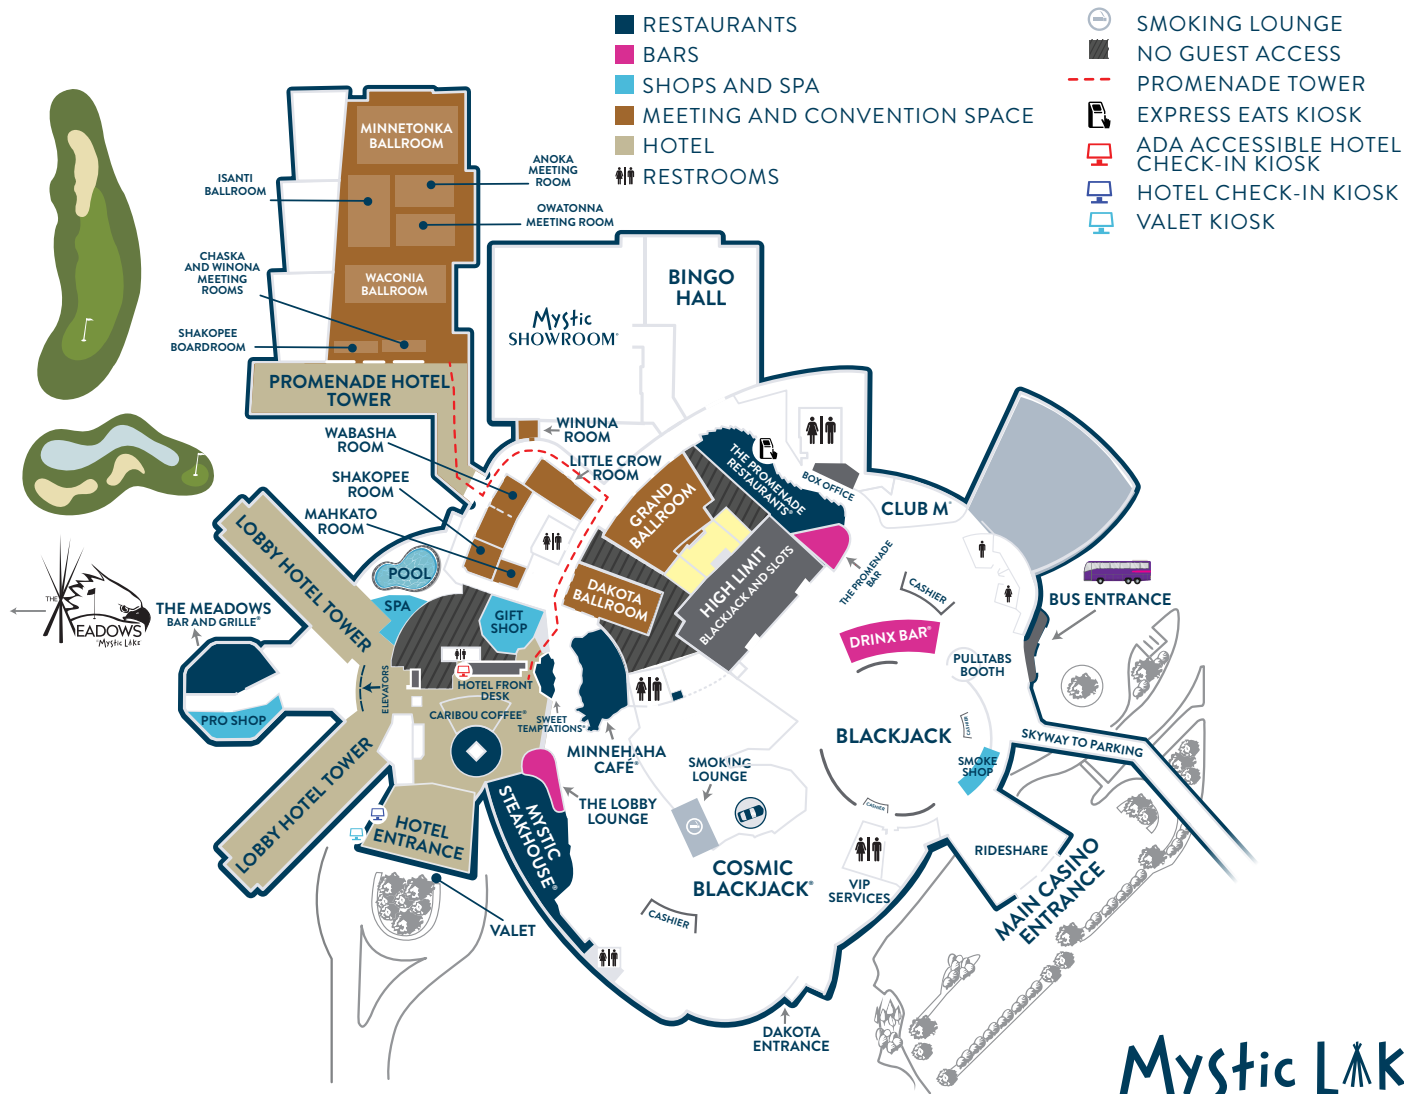 RESTAURANTS
BARS
SHOPS AND SPA
MEETING AND CONVENTION SPACE
HOTEL
RESTROOMS
SMOKING LOUNGE
NO GUEST ACCESS
PROMENADE TOWER
EXPRESS EATS KIOSK
ADA ACCESSIBLE HOTEL
CHECK-IN KIOSK
HOTEL CHECK-IN KIOSK
VALET KIOSK
MINNETONKA
BALLROOM
ISANTI
BALLROOM
ANOKA
MEETING
ROOM
OWATONNA
MEETING ROOM
CHASKA
AND WINONA
MEETING
ROOMS
WACONIA
BALLROOM
SHAKOPEE
BOARDROOM
PROMENADE HOTEL
TOWER
Mystic
SHOWROOM®
BINGO
HALL
WINUNA
ROOM
WABASHA
ROOM
LITTLE CROW
ROOM
SHAKOPEE
ROOM
MAHKATO
ROOM
GRAND
BALLROOM
THE PROMENADE
RESTAURANTS®
BOX OFFICE
CLUB M®
THE PROMENADE
BAR
HIGH LIMIT
BLACKJACK AND SLOTS
DAKOTA
BALLROOM
CASHIER
BUS ENTRANCE
DRINX BAR®
PULLTABS
BOOTH
LOBBY HOTEL TOWER
POOL
SPA
GIFT
SHOP
THE
MEADOWS
at Mystic Lake
THE MEADOWS
BAR AND GRILLE®
PRO SHOP
ELEVATORS
HOTEL FRONT
DESK
CARIBOU COFFEE®
SWEET
TEMPTATIONS®
MINNEHAHA
CAFÉ®
BLACKJACK
CASHIER
SKYWAY TO PARKING
SMOKE
SHOP
SMOKING
LOUNGE
LOBBY HOTEL TOWER
THE LOBBY
LOUNGE
MYSTIC
STEAKHOUSE®
HOTEL
ENTRANCE
CASHIER
RIDESHARE
MAIN CASINO
ENTRANCE
COSMIC
BLACKJACK®
VIP
SERVICES
CASHIER
VALET
DAKOTA
ENTRANCE
Mystic LAK